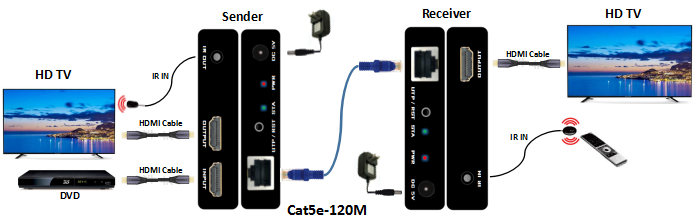 Sender
Receiver
HD TV
HD TV
IR IN
HDMI Cable
HDMI Cable
DVD
IR OUT
OUTPUT
INPUT
DC 5V
PWR
STA
UTP / RST
Cat5e-120M
UTP / RST
STA
PWR
DC 5V
OUTPUT
IR IN
HDMI Cable
IR IN